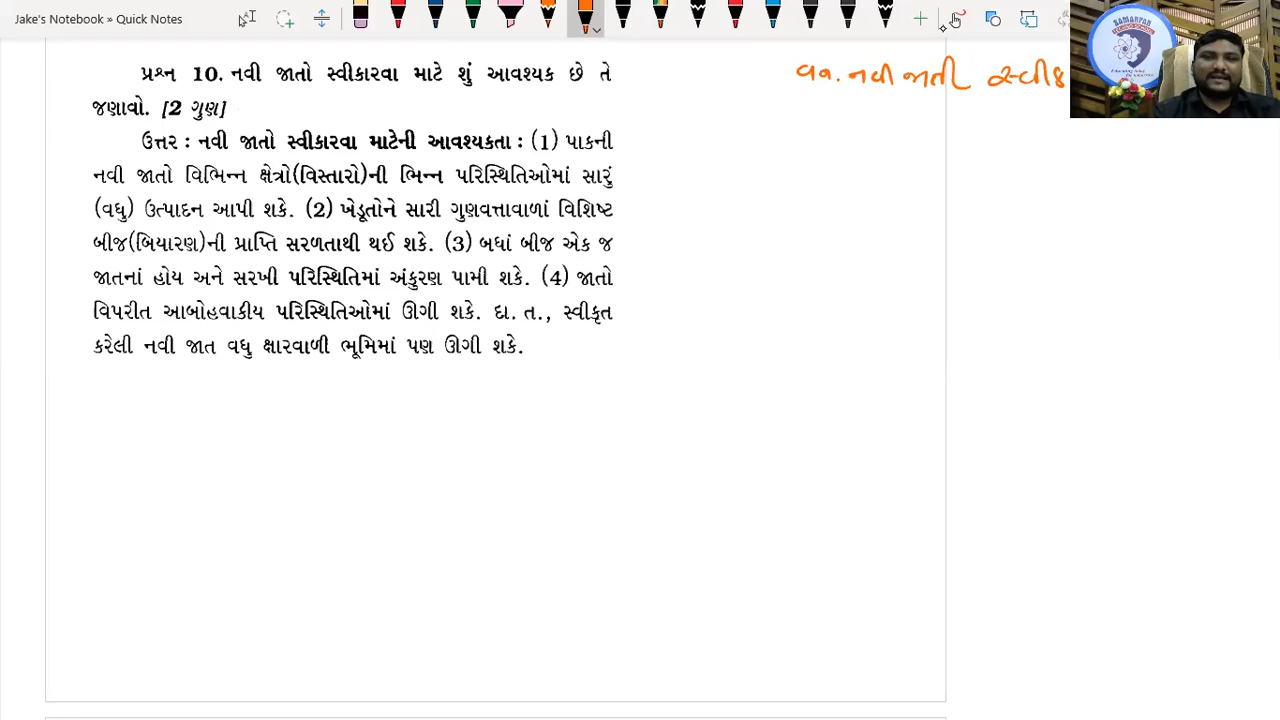 Jake's Notebook » Quick Notes
પ્રશ્ન 10. નવી જાતો સ્વીકારવા માટે શું આવશ્યક છે તે
જણાવો. [2 ગુણ]
ઉત્તર : નવી જાતો સ્વીકારવા માટેની આવશ્યકતા : (1) પાકની
નવી જાતો વિભિન્ન ક્ષેત્રો(વિસ્તારો)ની ભિન્ન પરિસ્થિતિઓમાં સારું
(વધુ) ઉત્પાદન આપી શકે. (2) ખેડૂતોને સારી ગુણવત્તાવાળાં વિશિષ્ટ
બીજ(બિયારણ)ની પ્રાપ્તિ સરળતાથી થઈ શકે. (3) બધાં બીજ એક જ
જાતનાં હોય અને સરખી પરિસ્થિતિમાં અંકુરણ પામી શકે. (4) જાતો
વિપરીત આબોહવાકીય પરિસ્થિતિઓમાં ઊગી શકે. દા. ત., સ્વીકૃત
કરેલી નવી જાત વધુ ક્ષારવાળી ભૂમિમાં પણ ઊગી શકે.
નવી જાતી સ્વીક